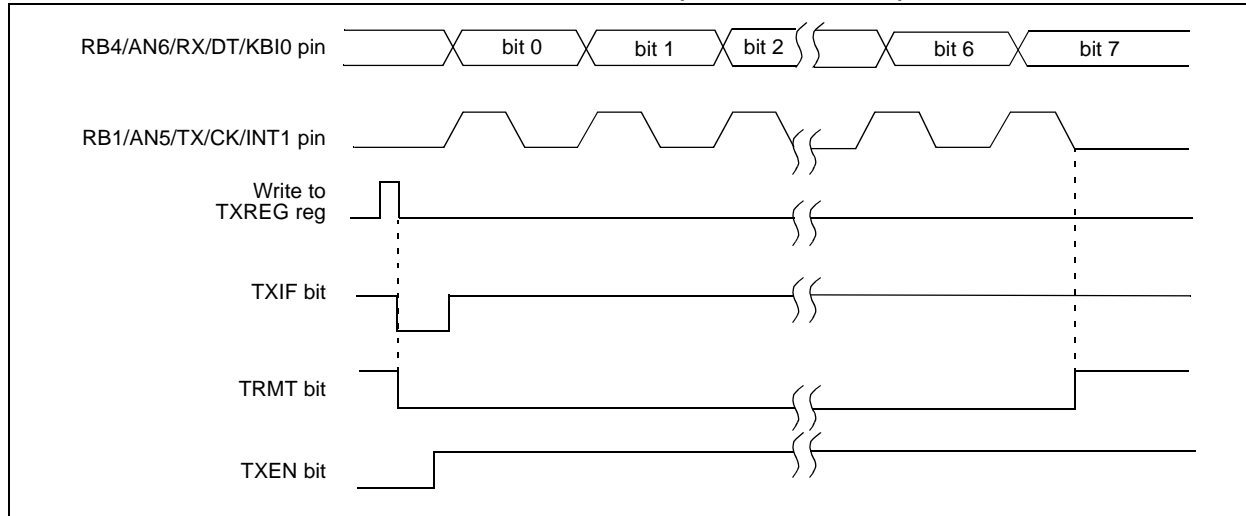 RB4/AN6/RX/DT/KBI0 pin
bit 0 bit 1 bit 2 bit 6 bit 7
RB1/AN5/TX/CK/INT1 pin
Write to
TXREG reg
TXIF bit
TRMT bit
TXEN bit